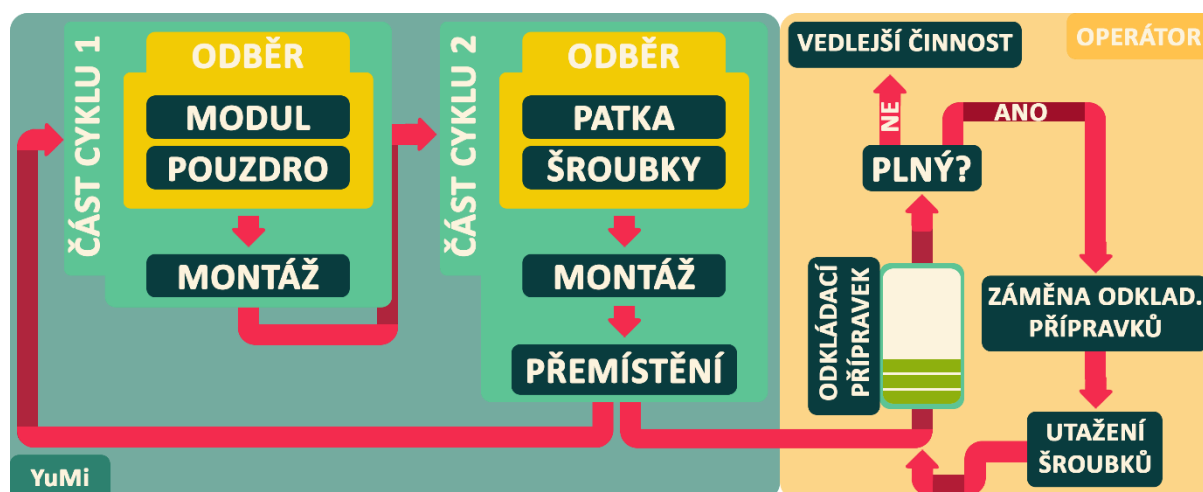 ČÁST CYKLU 1
ODBĚR
MODUL
POUZDRO
MONTÁŽ
ČÁST CYKLU 2
ODBĚR
PATKA
ŠROUBKY
MONTÁŽ
PŘEMÍSTĚNÍ
YuMi
OPERÁTOR
VEDLEJŠÍ ČINNOST
NE
ANO
PLNÝ?
ODKLÁDACÍ
PŘÍPRAVEK
ZÁMĚNA ODKLAD.
PŘÍPRAVKŮ
UTAŽENÍ
ŠROUBKŮ